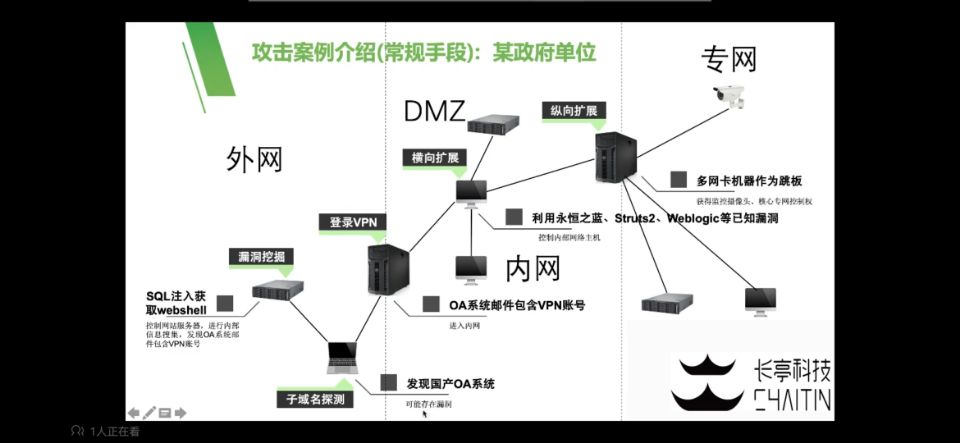 攻击案例介绍(常规手段)：某政府单位
专网
DMZ
纵向扩展
外网
横向扩展
多网卡机器作为跳板
获得监控摄像头、核心专网控制权
登录VPN
利用永恒之蓝、Struts2、Weblogic等已知漏洞
控制内部网络主机
漏洞挖掘
内网
SQL注入获
取webshell
OA系统邮件包含VPN账号
控制网站服务器，进行内部
信息搜集，发现OA系统邮
件包含VPN账号
进入内网
长亭科技
CHAITIN
发现国产OA系统
子域名探测
可能存在漏洞
1人正在看